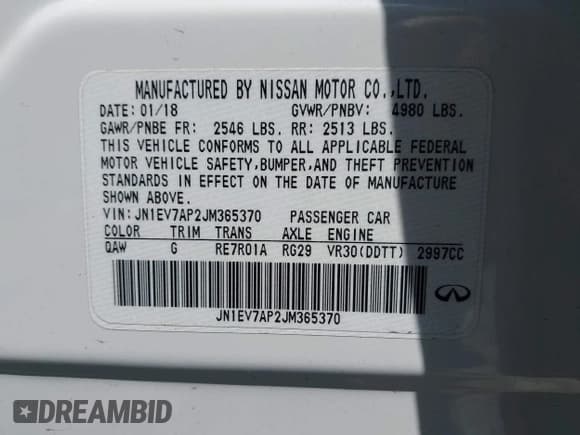 MANUFACTURED BY NISSAN MOTOR CO.,LTD.
DATE: 01/18 GVWR/PNBV: 4980 LBS.
GAWR/PNBE FR: 2546 LBS. RR: 2513 LBS.
THIS VEHICLE CONFORMS TO ALL APPLICABLE FEDERAL
MOTOR VEHICLE SAFETY,BUMPER,AND THEFT PREVENTION
STANDARDS IN EFFECT ON THE DATE OF MANUFACTURE
SHOWN ABOVE.
VIN: JN1EV7AP2JM365370 PASSENGER CAR
COLOR TRIM TRANS AXLE ENGINE
QAW G RE7R01A RG29 VR30(DDTT) 2997CC
JN1EV7AP2JM365370
DREAMBID